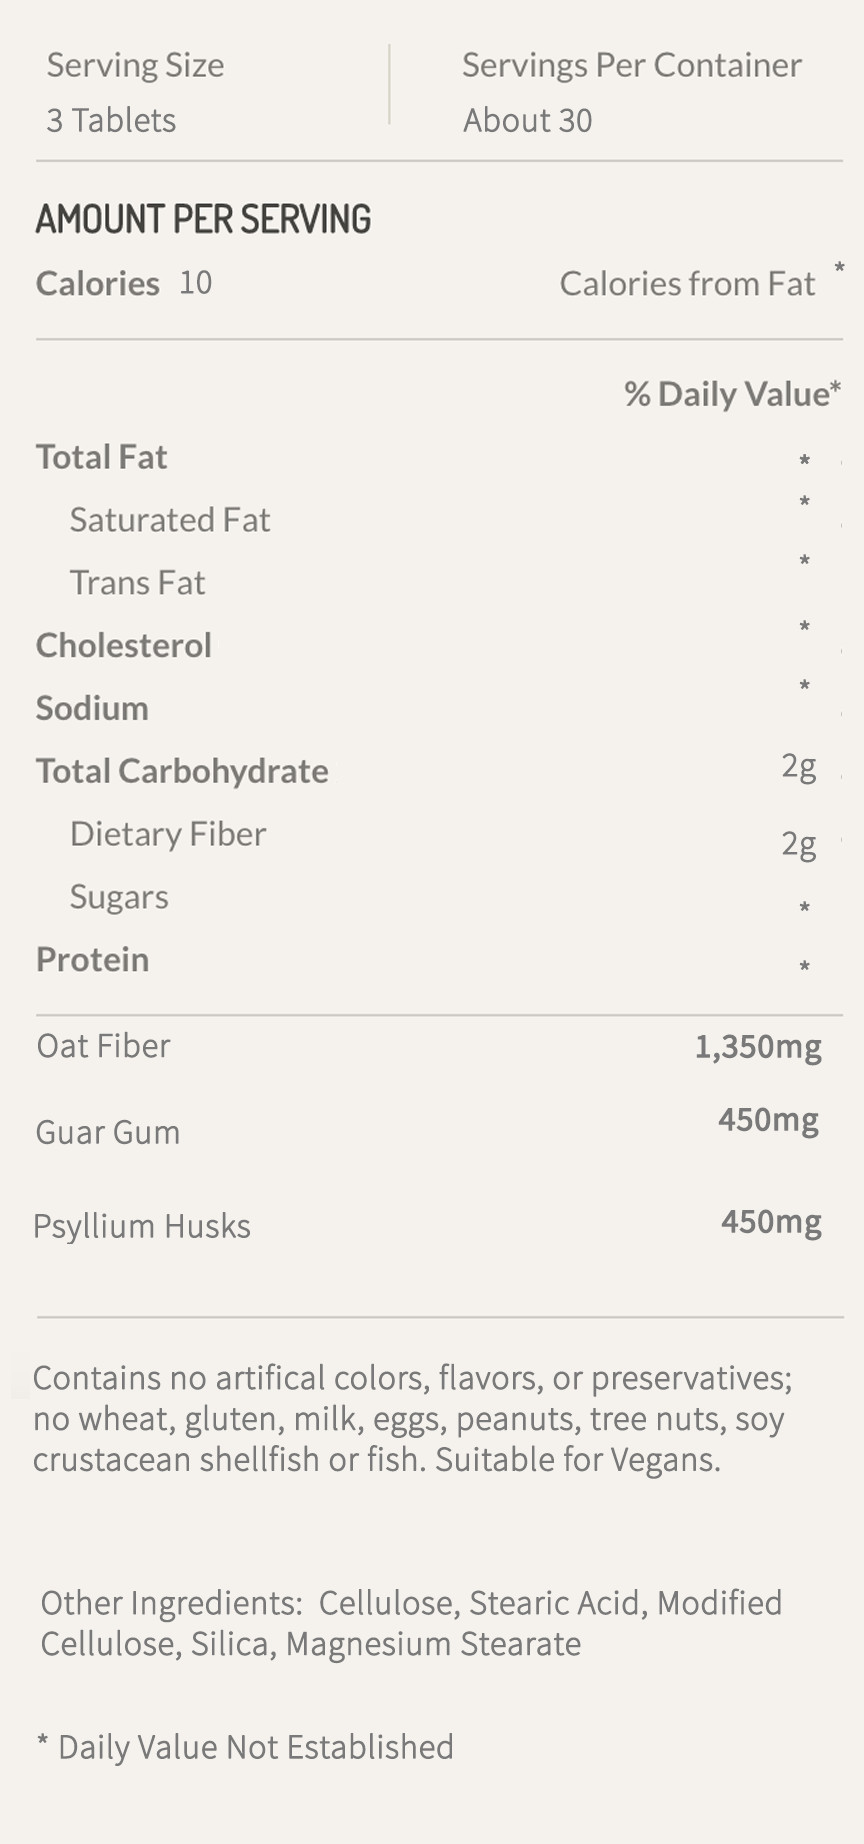 Serving Size
Servings Per Container
3 Tablets
About 30
AMOUNT PER SERVING
Calories 10
Calories from Fat *
% Daily Value*
Total Fat *
Saturated Fat *
Trans Fat *
Cholesterol *
Sodium *
Total Carbohydrate 2g
Dietary Fiber 2g
Sugars *
Protein *
Oat Fiber 1,350mg
Guar Gum 450mg
Psyllium Husks 450mg
Contains no artifical colors, flavors, or preservatives;
no wheat, gluten, milk, eggs, peanuts, tree nuts, soy
crustacean shellfish or fish. Suitable for Vegans.
Other Ingredients: Cellulose, Stearic Acid, Modified
Cellulose, Silica, Magnesium Stearate
* Daily Value Not Established